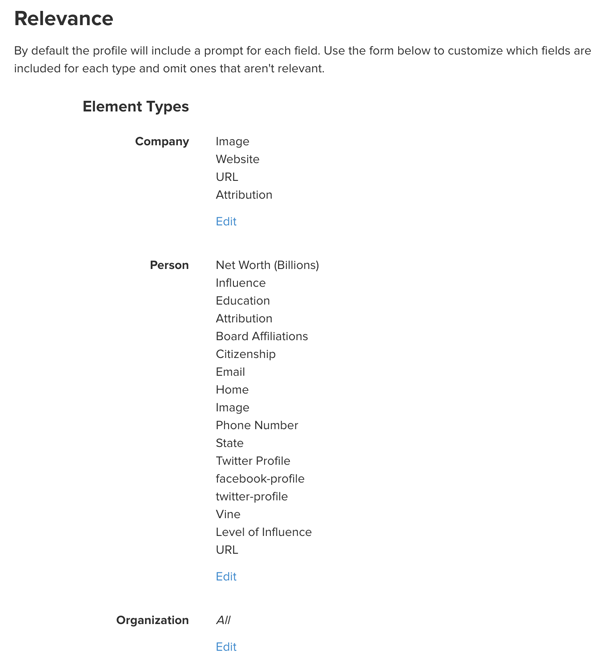 Relevance
By default the profile will include a prompt for each field. Use the form below to customize which fields are
included for each type and omit ones that aren't relevant.
Element Types
Company
Image
Website
URL
Attribution
Edit
Person
Net Worth (Billions)
Influence
Education
Attribution
Board Affiliations
Citizenship
Email
Home
Image
Phone Number
State
Twitter Profile
facebook-profile
twitter-profile
Vine
Level of Influence
URL
Edit
Organization
All
Edit